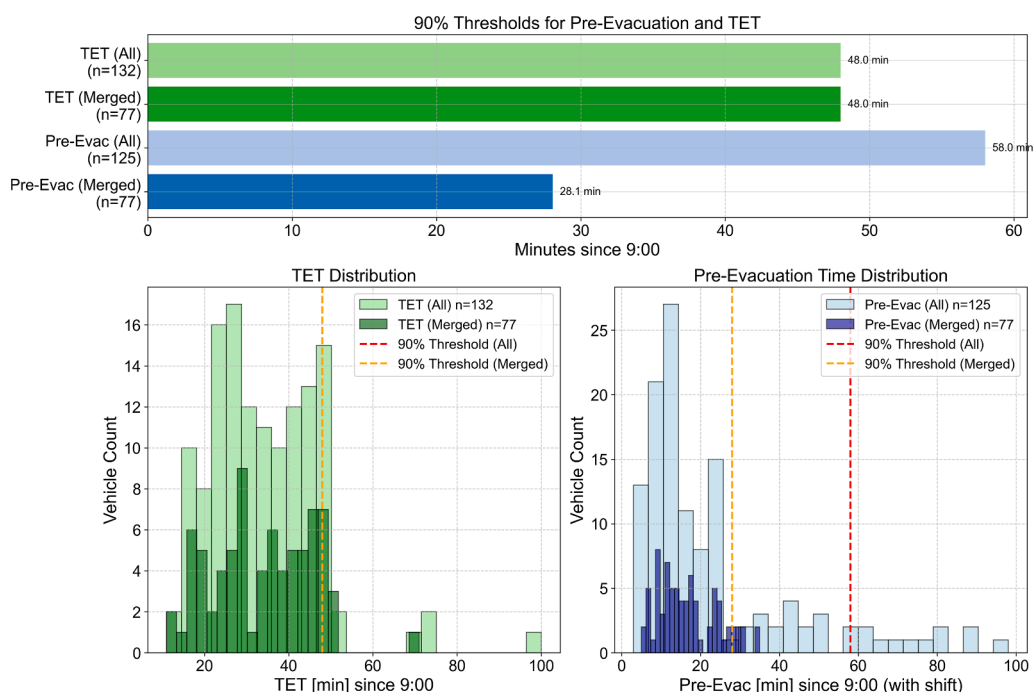 90% Thresholds for Pre-Evacuation and TET
TET (All)
(n=132)
48.0 min
TET (Merged)
(n=77)
48.0 min
Pre-Evac (All)
(n=125)
58.0 min
Pre-Evac (Merged)
(n=77)
28.1 min
0 10 20 30 40 50 60
Minutes since 9:00
TET Distribution
TET (All) n=132
TET (Merged) n=77
90% Threshold (All)
90% Threshold (Merged)
Vehicle Count
16
14
12
10
8
6
4
2
0
20 40 60 80 100
TET [min] since 9:00
Pre-Evacuation Time Distribution
Pre-Evac (All) n=125
Pre-Evac (Merged) n=77
90% Threshold (All)
90% Threshold (Merged)
Vehicle Count
25
20
15
10
5
0
0 20 40 60 80 100
Pre-Evac [min] since 9:00 (with shift)